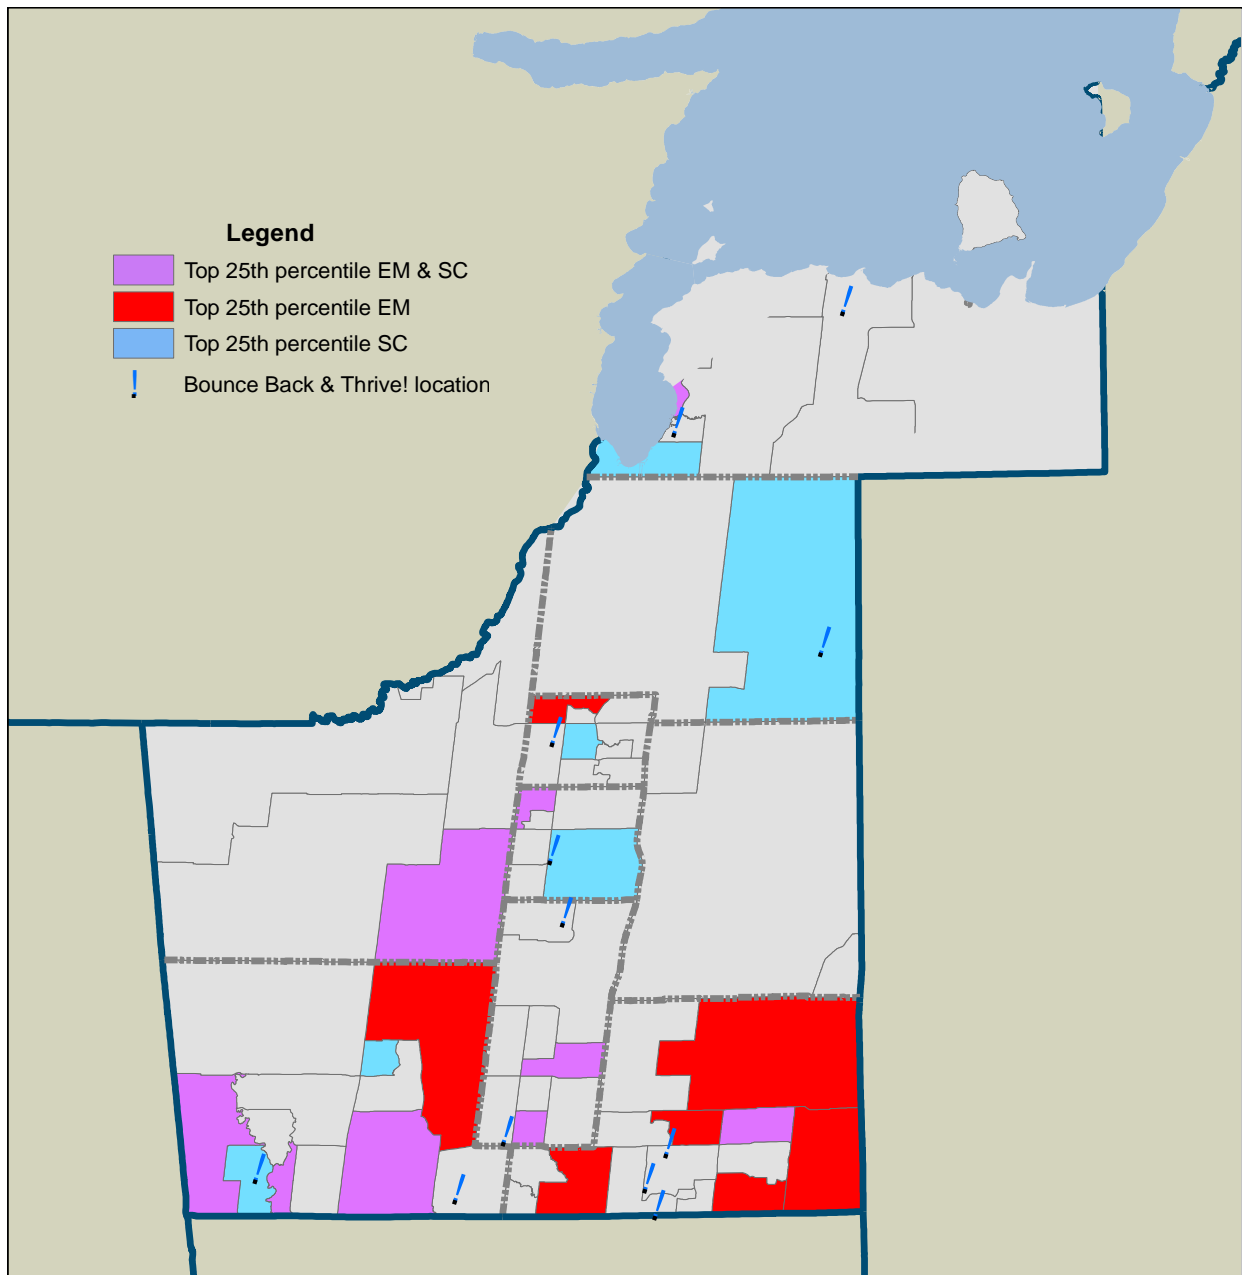 Legend
Top 25th percentile EM & SC
Top 25th percentile EM
Top 25th percentile SC
Bounce Back & Thrive! location